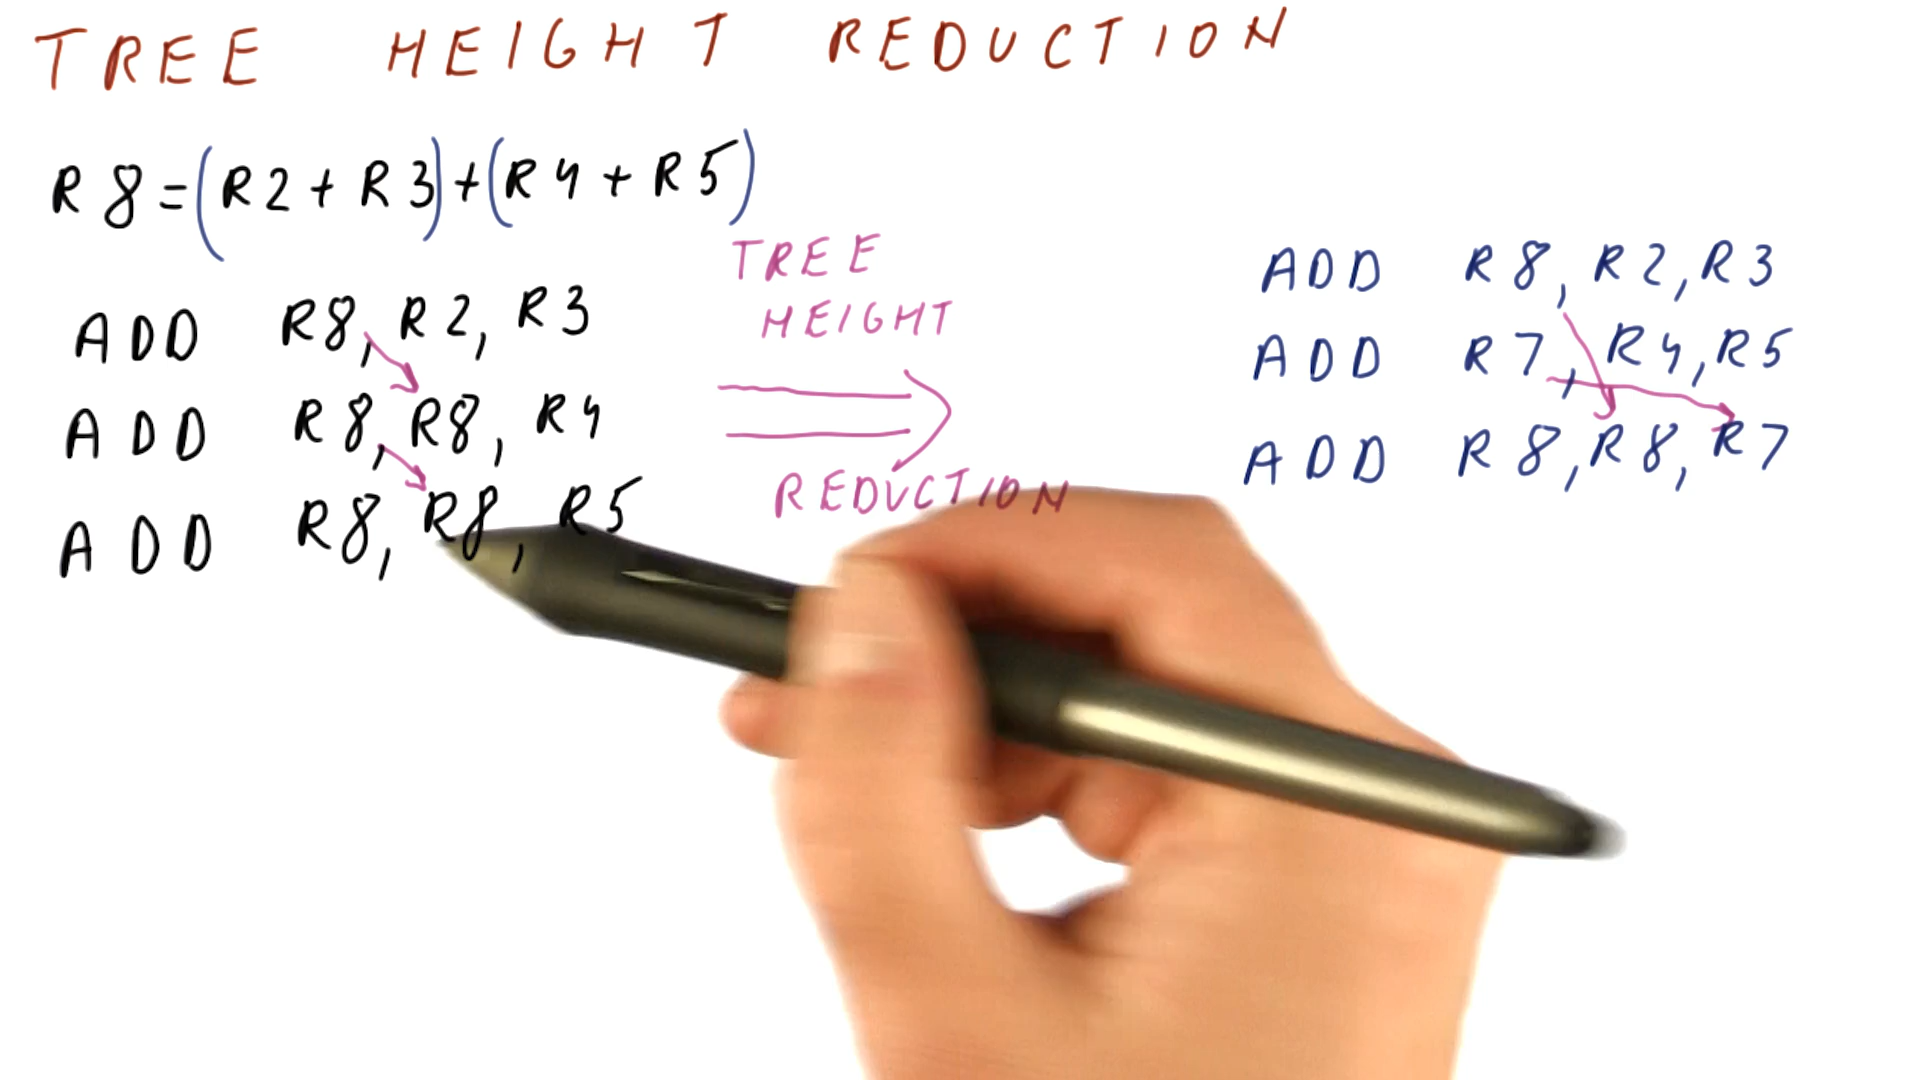 TREE HEIGHT REDUCTION
R8=(R2+R3)+(R4+R5)
ADD R8, R2, R3
ADD R8, R8, R4
ADD R8, R8, R5
TREE
HEIGHT
REDUCTION
ADD R8, R2, R3
ADD R7, R4, R5
ADD R8, R8, R7